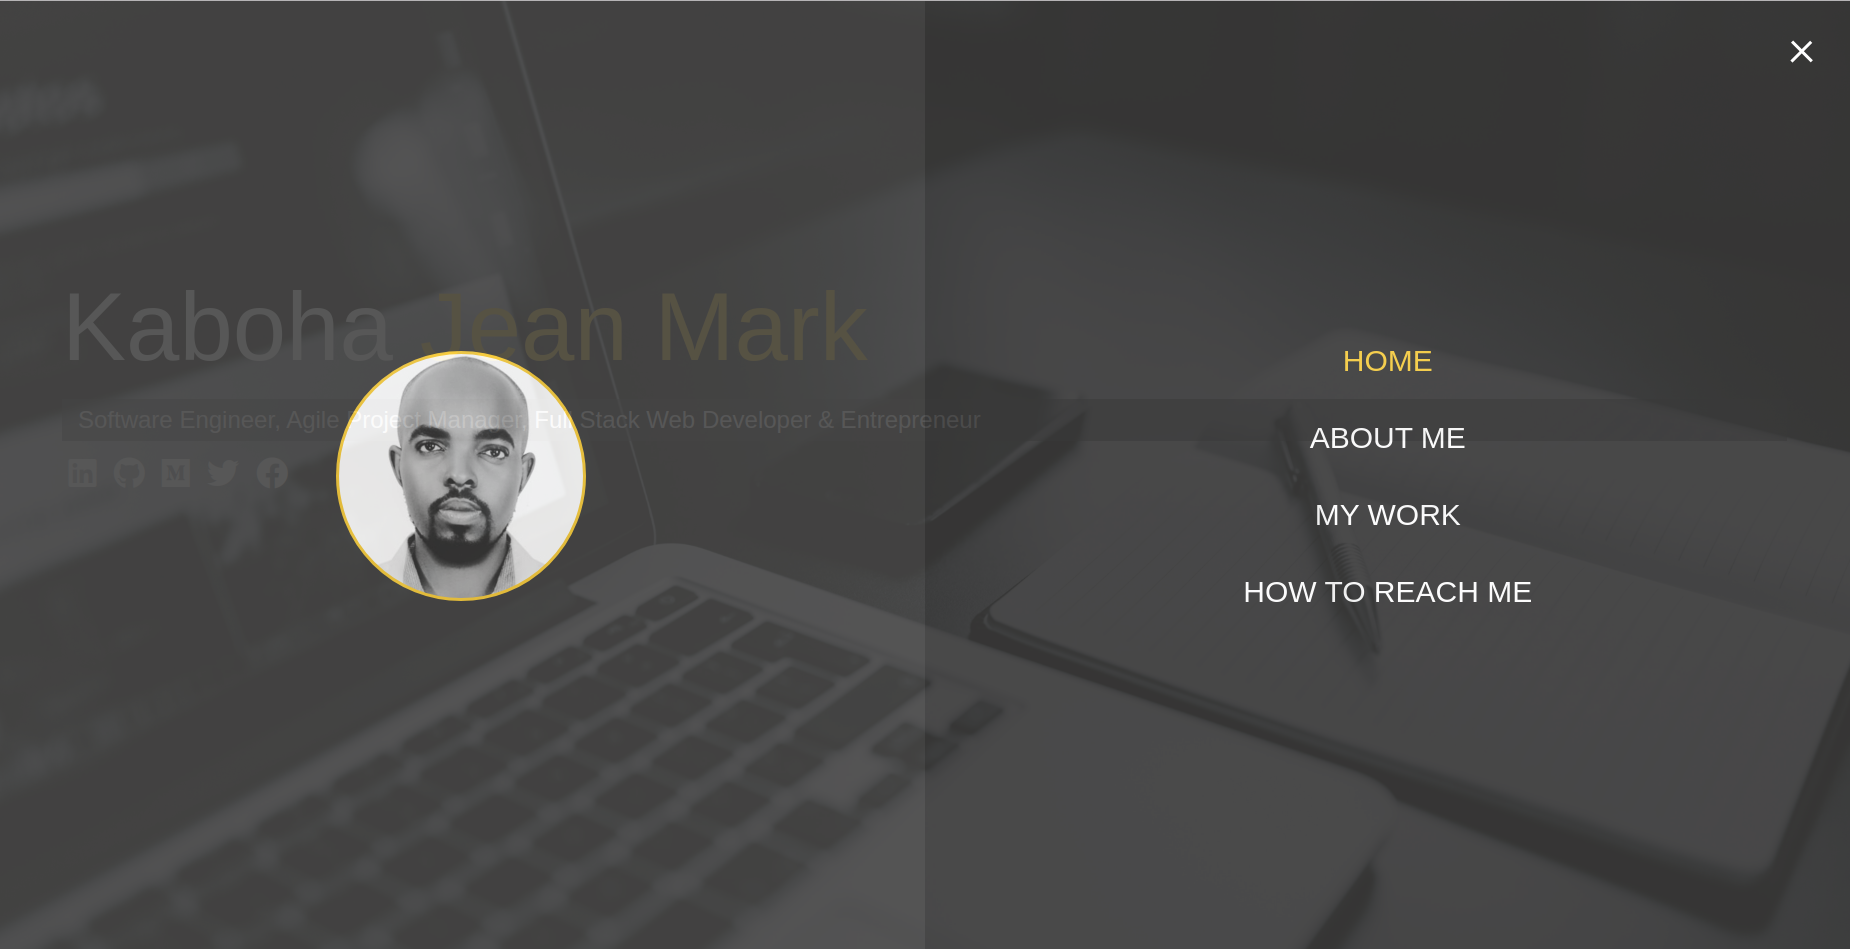 Kaboha Jean Mark
Software Engineer, Agile Project Manager, Full Stack Web Developer & Entrepreneur
HOME
ABOUT ME
MY WORK
HOW TO REACH ME